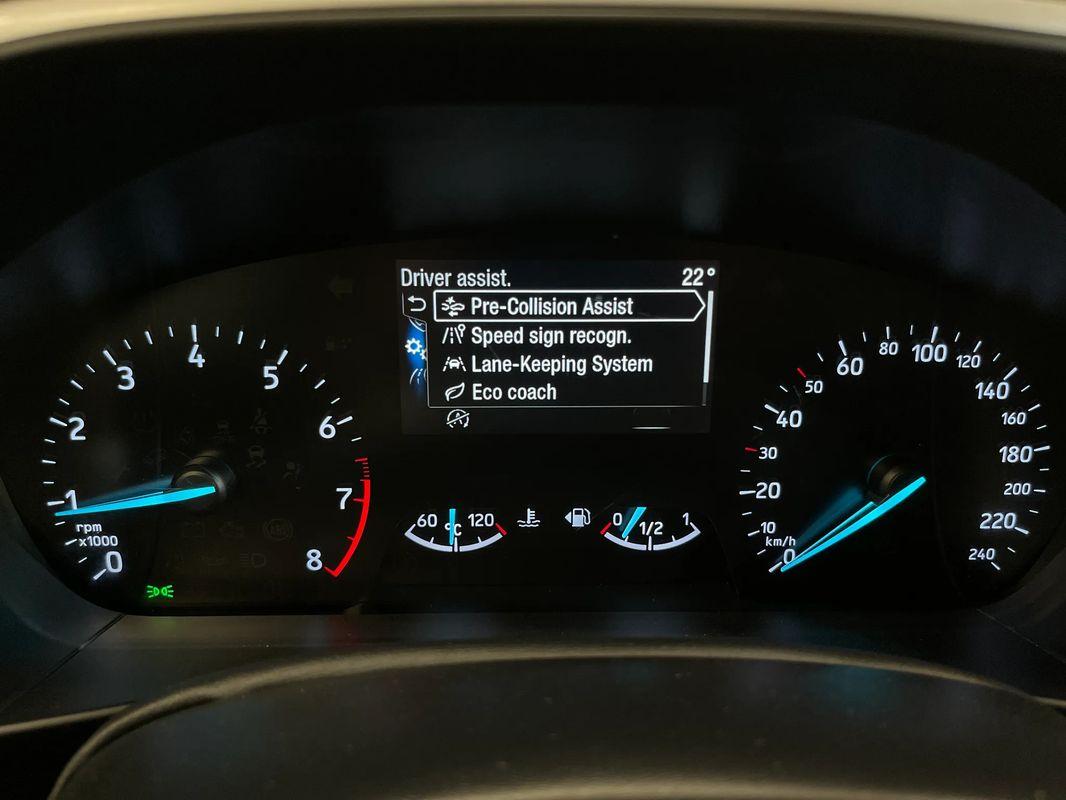 Driver assist. 22°
Pre-Collision Assist
Speed sign recogn.
Lane-Keeping System
Eco coach
0
1
2
3
4
5
6
7
8
rpm
x1000
60 °C 120
0 1/2 1
0
10
20
30
40
50
60
80
100
120
140
160
180
200
220
240
km/h